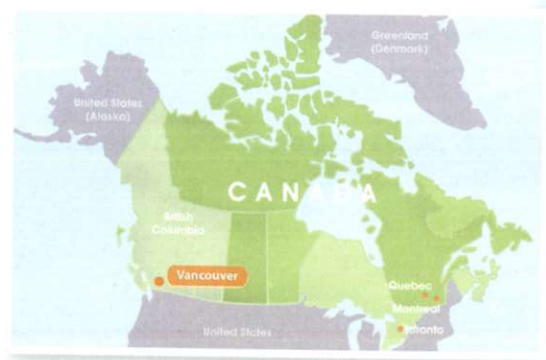 Greenland
(Denmark)
United States
(Alaska)
CANADA
British
Columbia
Vancouver
Quebec
Montreal
Toronto
United States